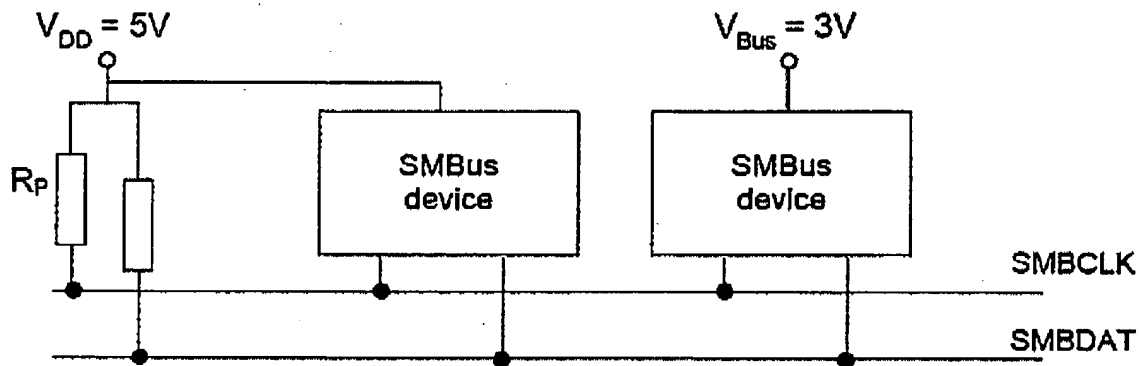 V_DD = 5V
V_Bus = 3V
SMBus
device
SMBus
device
R_P
SMBCLK
SMBDAT